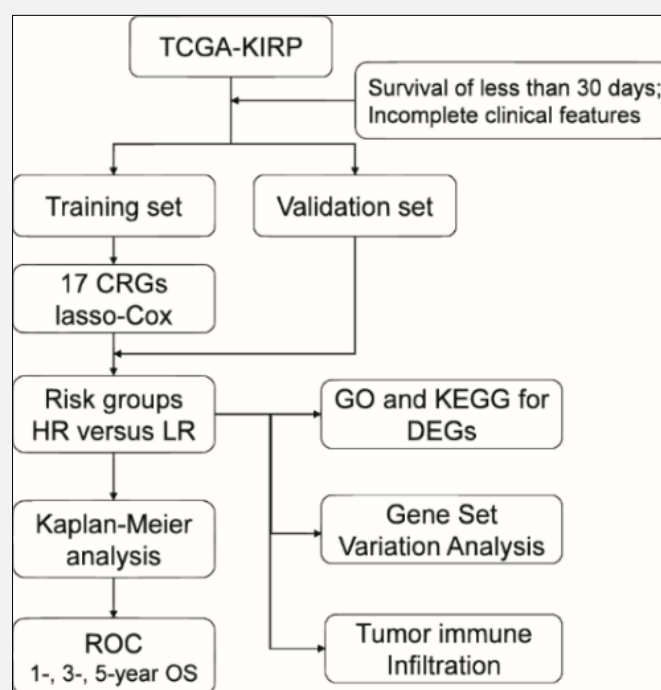 TCGA-KIRP
Survival of less than 30 days;
Incomplete clinical features
Training set
Validation set
17 CRGs
lasso-Cox
Risk groups
HR versus LR
GO and KEGG for
DEGs
Kaplan-Meier
analysis
Gene Set
Variation Analysis
ROC
1-, 3-, 5-year OS
Tumor immune
Infiltration